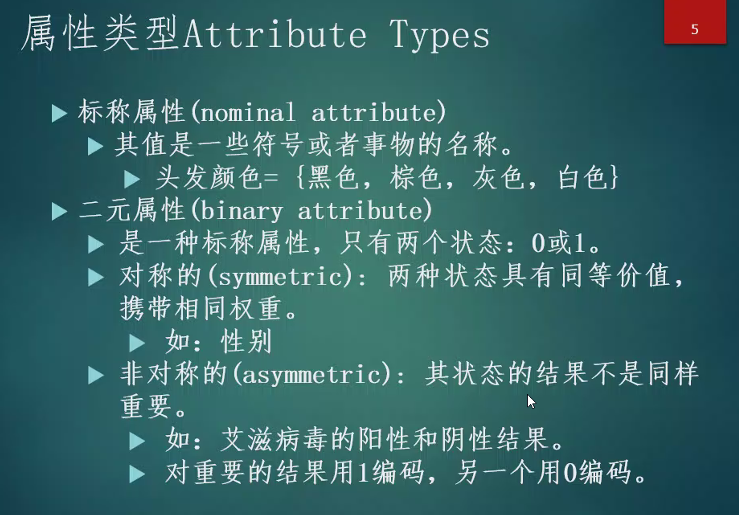 属性类型Attribute Types
5
标称属性(nominal attribute)
其值是一些符号或者事物的名称。
头发颜色= {黑色，棕色，灰色，白色}
二元属性(binary attribute)
是一种标称属性，只有两个状态：0或1。
对称的(symmetric)：两种状态具有同等价值，
携带相同权重。
如：性别
非对称的(asymmetric)：其状态的结果不是同样
重要。
如：艾滋病毒的阳性和阴性结果。
对重要的结果用1编码，另一个用0编码。